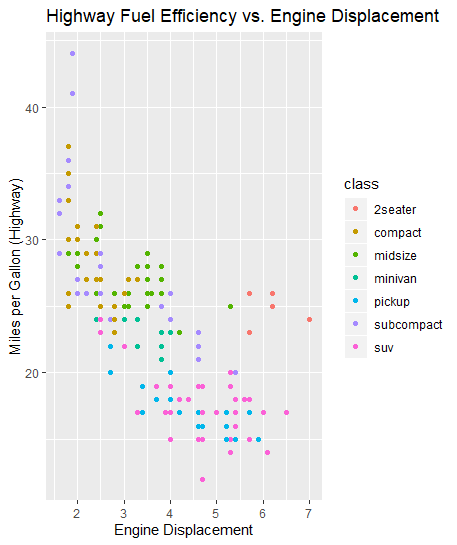 Highway Fuel Efficiency vs. Engine Displacement
Miles per Gallon (Highway)
40
30
20
2 3 4 5 6 7
Engine Displacement
class
2seater
compact
midsize
minivan
pickup
subcompact
suv